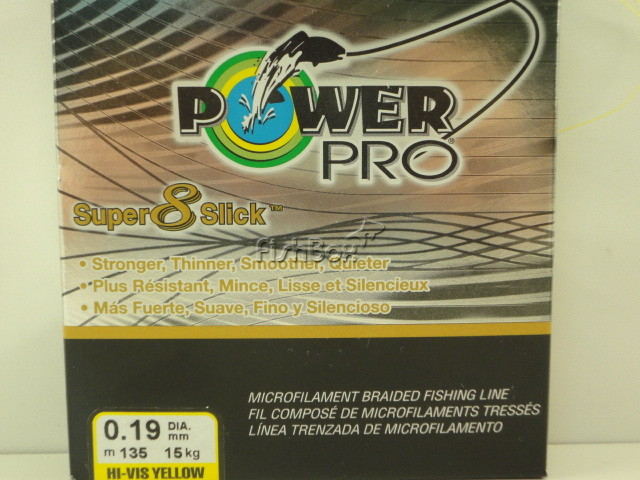 POWER
PRO®
Super 8 Slick™
FishBop
• Stronger, Thinner, Smoother, Quieter
• Plus Résistant, Mince, Lisse et Silencieux
• Más Fuerte, Suave, Fino y Silencioso
MICROFILAMENT BRAIDED FISHING LINE
FIL COMPOSÉ DE MICROFILAMENTS TRESSÉS
LÍNEA TRENZADA DE MICROFILAMENTO
0.19 DIA. mm
m 135 15 kg
HI-VIS YELLOW